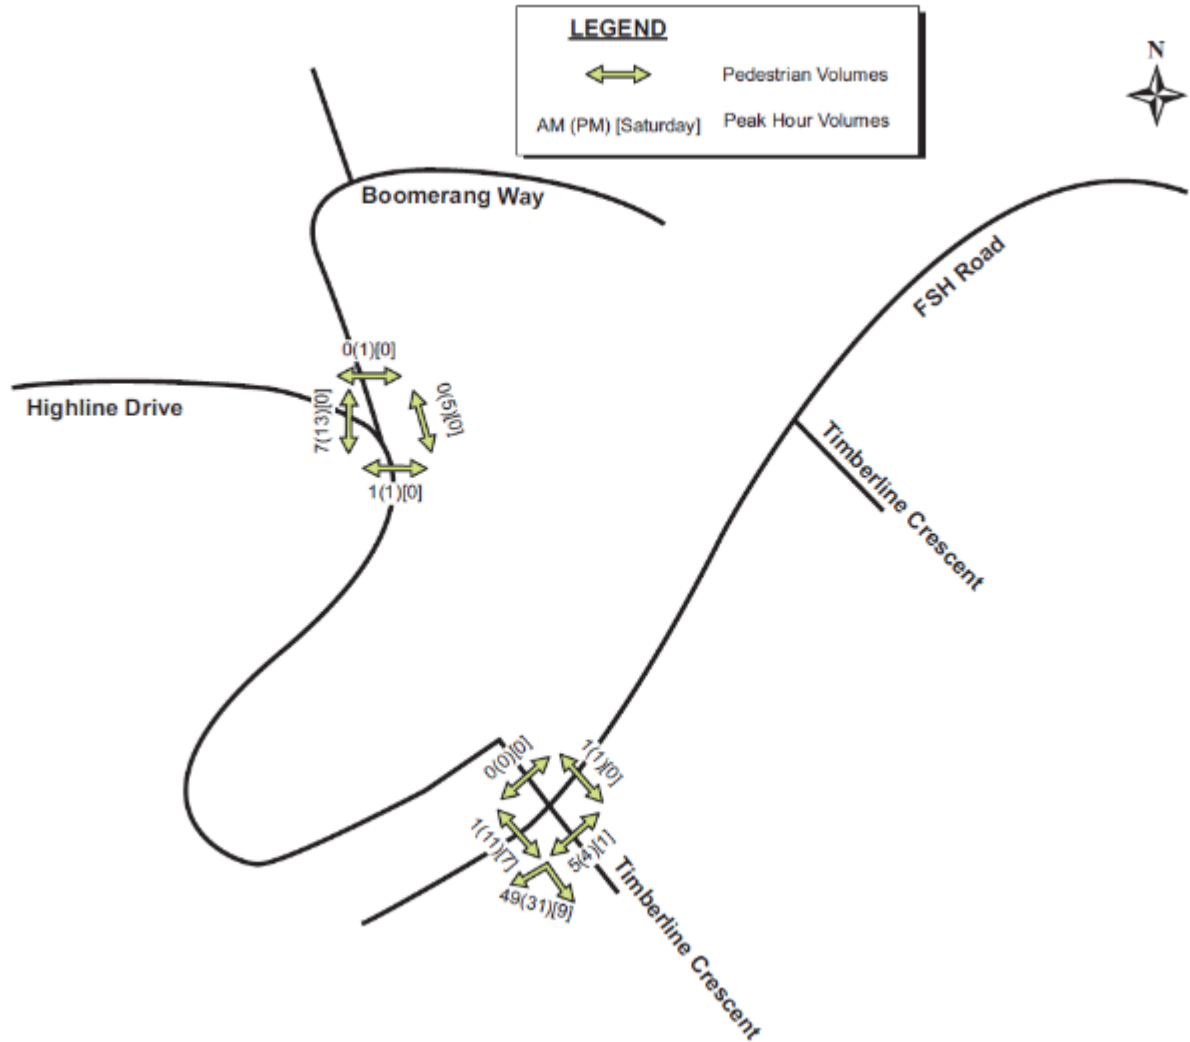 LEGEND
Pedestrian Volumes
AM (PM) [Saturday] Peak Hour Volumes
N
Boomerang Way
FSH Road
0(1)[0]
Highline Drive
7(13)[0]
0(5)[0]
1(1)[0]
Timberline Crescent
0(0)[0]
1(1)[0]
1(11)[7]
5(4)[1]
49(31)[9]
Timberline Crescent